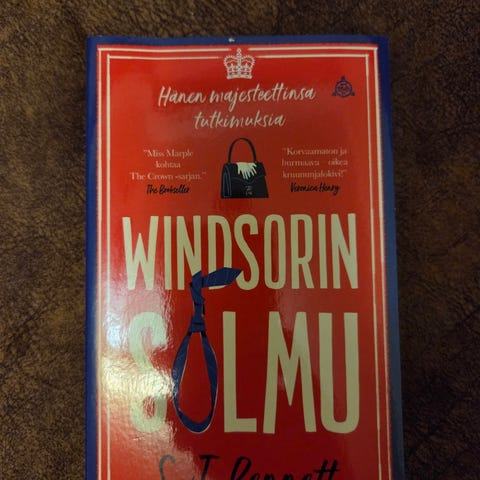 Hänen majesteettinsa
tutkimuksia
"Miss Marple
kohtaa
The Crown -sarjan."
The Bookseller
"Korvaamaton ja
hurmaava oikea
kruununjalokivi!"
Veronica Henry
WINDSORIN
SOLMU
S. J. Bennett